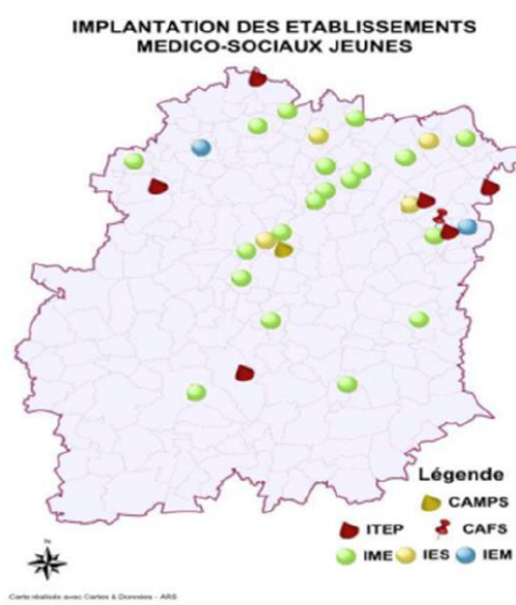 IMPLANTATION DES ETABLISSEMENTS
MEDICO-SOCIAUX JEUNES
Légende
CAMPS
ITEP CAFS
IME IES IEM
N
Carte réalisée avec Cartes & Données - ARS